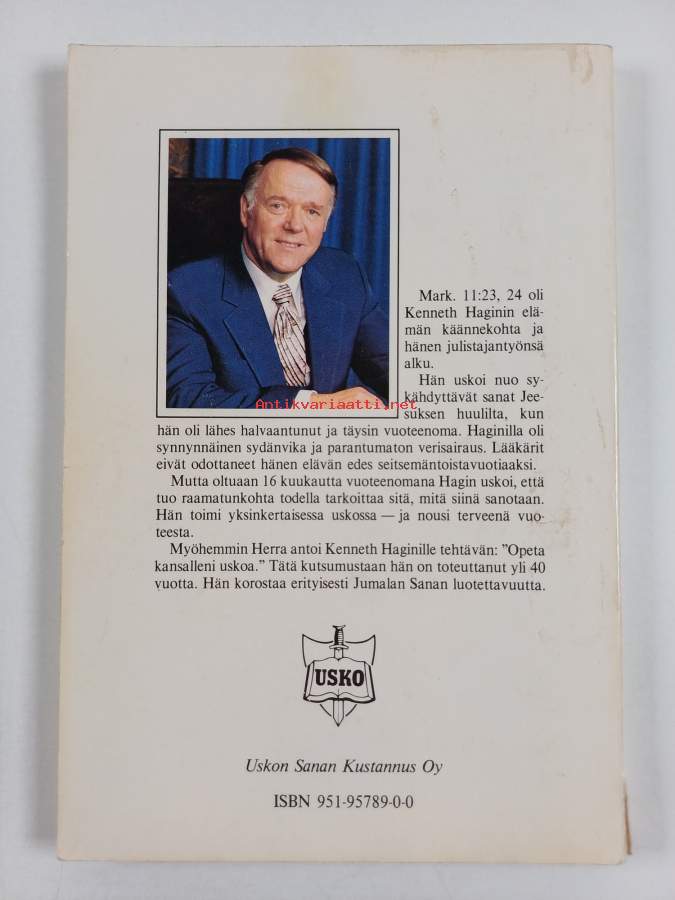 Mark. 11:23, 24 oli
Kenneth Haginin elä-
män käännekohta ja
hänen julistajantyönsä
alku.
Hän uskoi nuo sy-
kähdyttävät sanat Jee-
Antikvariaatti.net
suksen huulilta, kun
hän oli lähes halvaantunut ja täysin vuoteenoma. Haginilla oli
synnynnäinen sydänvika ja parantumaton verisairaus. Lääkärit
eivät odottaneet hänen elävän edes seitsemäntoistavuotiaaksi.
Mutta oltuaan 16 kuukautta vuoteenomana Hagin uskoi, että
tuo raamatunkohta todella tarkoittaa sitä, mitä siinä sanotaan.
Hän toimi yksinkertaisessa uskossa — ja nousi terveenä vuo-
teesta.
Myöhemmin Herra antoi Kenneth Haginille tehtävän: ”Opeta
kansalleni uskoa.” Tätä kutsumustaan hän on toteuttanut yli 40
vuotta. Hän korostaa erityisesti Jumalan Sanan luotettavuutta.
USKO
Uskon Sanan Kustannus Oy
ISBN 951-95789-0-0